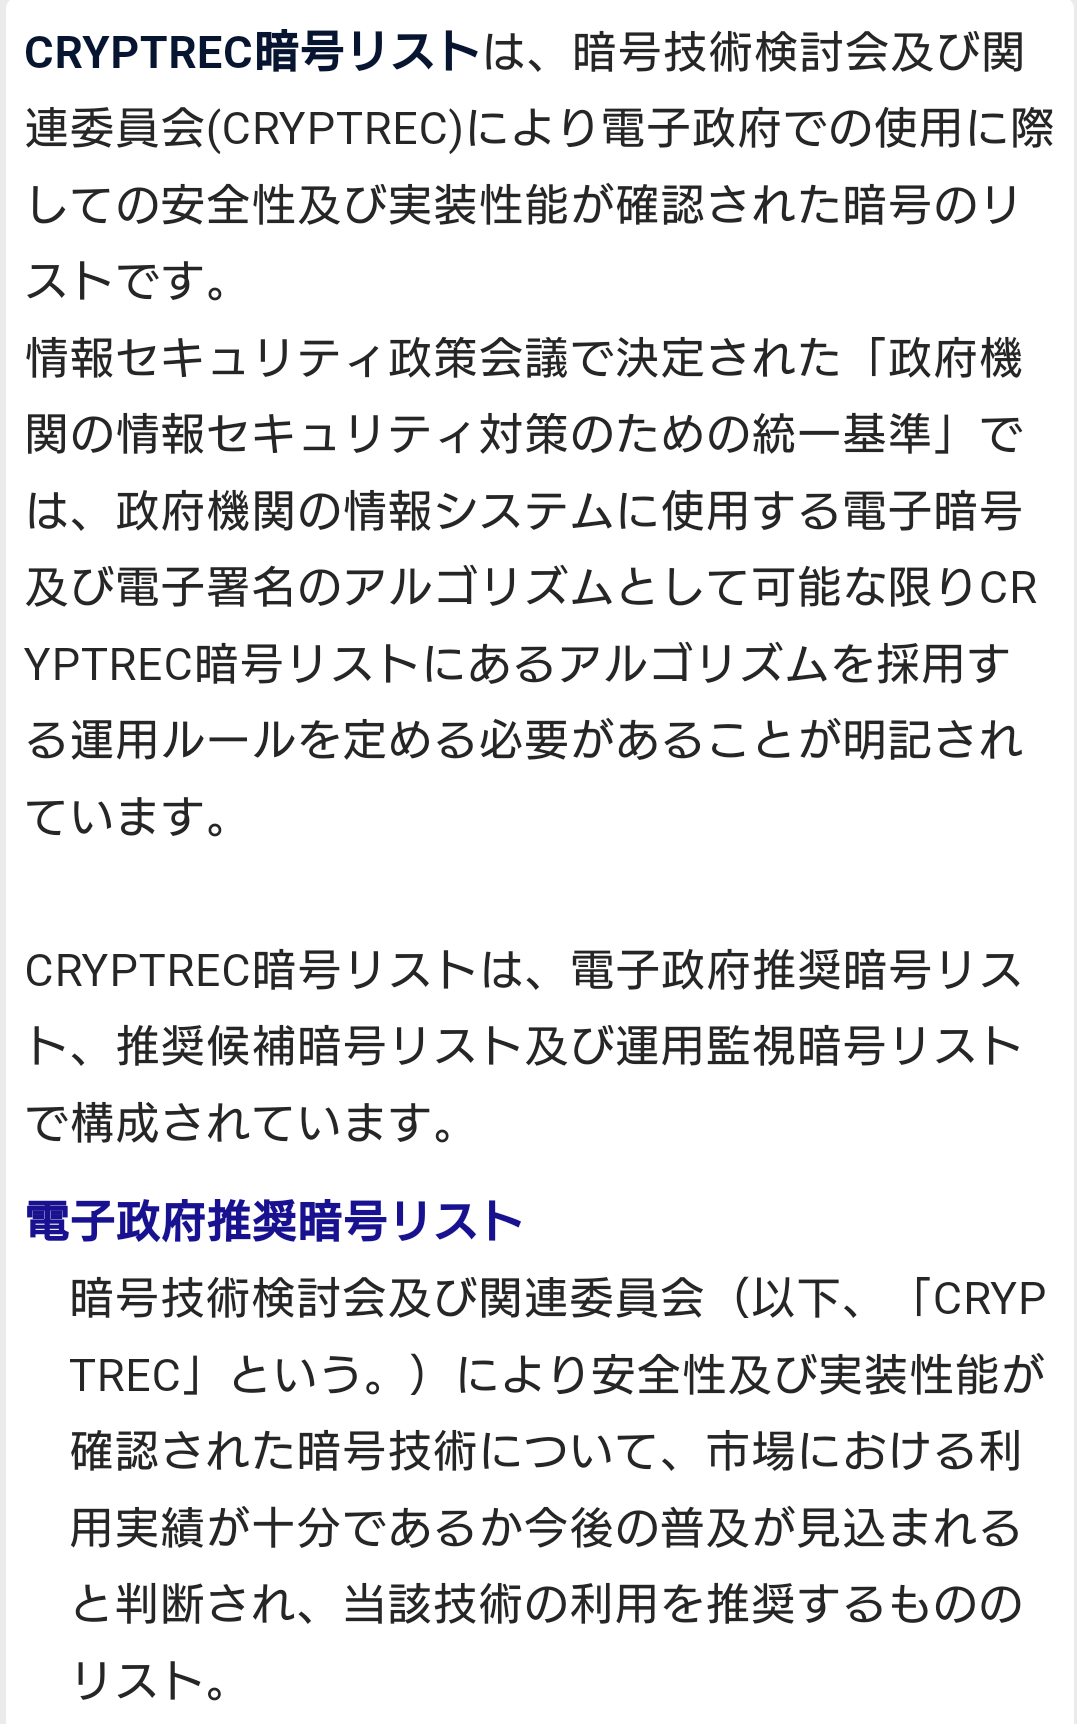 CRYPTREC暗号リストは、暗号技術検討会及び関
連委員会(CRYPTREC)により電子政府での使用に際
しての安全性及び実装性能が確認された暗号のリ
ストです。
情報セキュリティ政策会議で決定された「政府機
関の情報セキュリティ対策のための統一基準」で
は、政府機関の情報システムに使用する電子暗号
及び電子署名のアルゴリズムとして可能な限りCR
YPTREC暗号リストにあるアルゴリズムを採用す
る運用ルールを定める必要があることが明記され
ています。
CRYPTREC暗号リストは、電子政府推奨暗号リス
ト、推奨候補暗号リスト及び運用監視暗号リスト
で構成されています。
電子政府推奨暗号リスト
暗号技術検討会及び関連委員会（以下、「CRYP
TREC」という。）により安全性及び実装性能が
確認された暗号技術について、市場における利
用実績が十分であるか今後の普及が見込まれる
と判断され、当該技術の利用を推奨するものの
リスト。